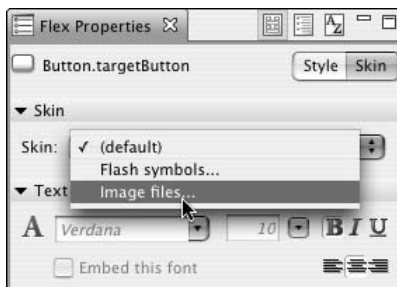 Flex Properties
Button.targetButton Style Skin
Skin
Skin: ✓ (default)
Flash symbols...
Image files...
Text
A Verdana 10 B I U
Embed this font